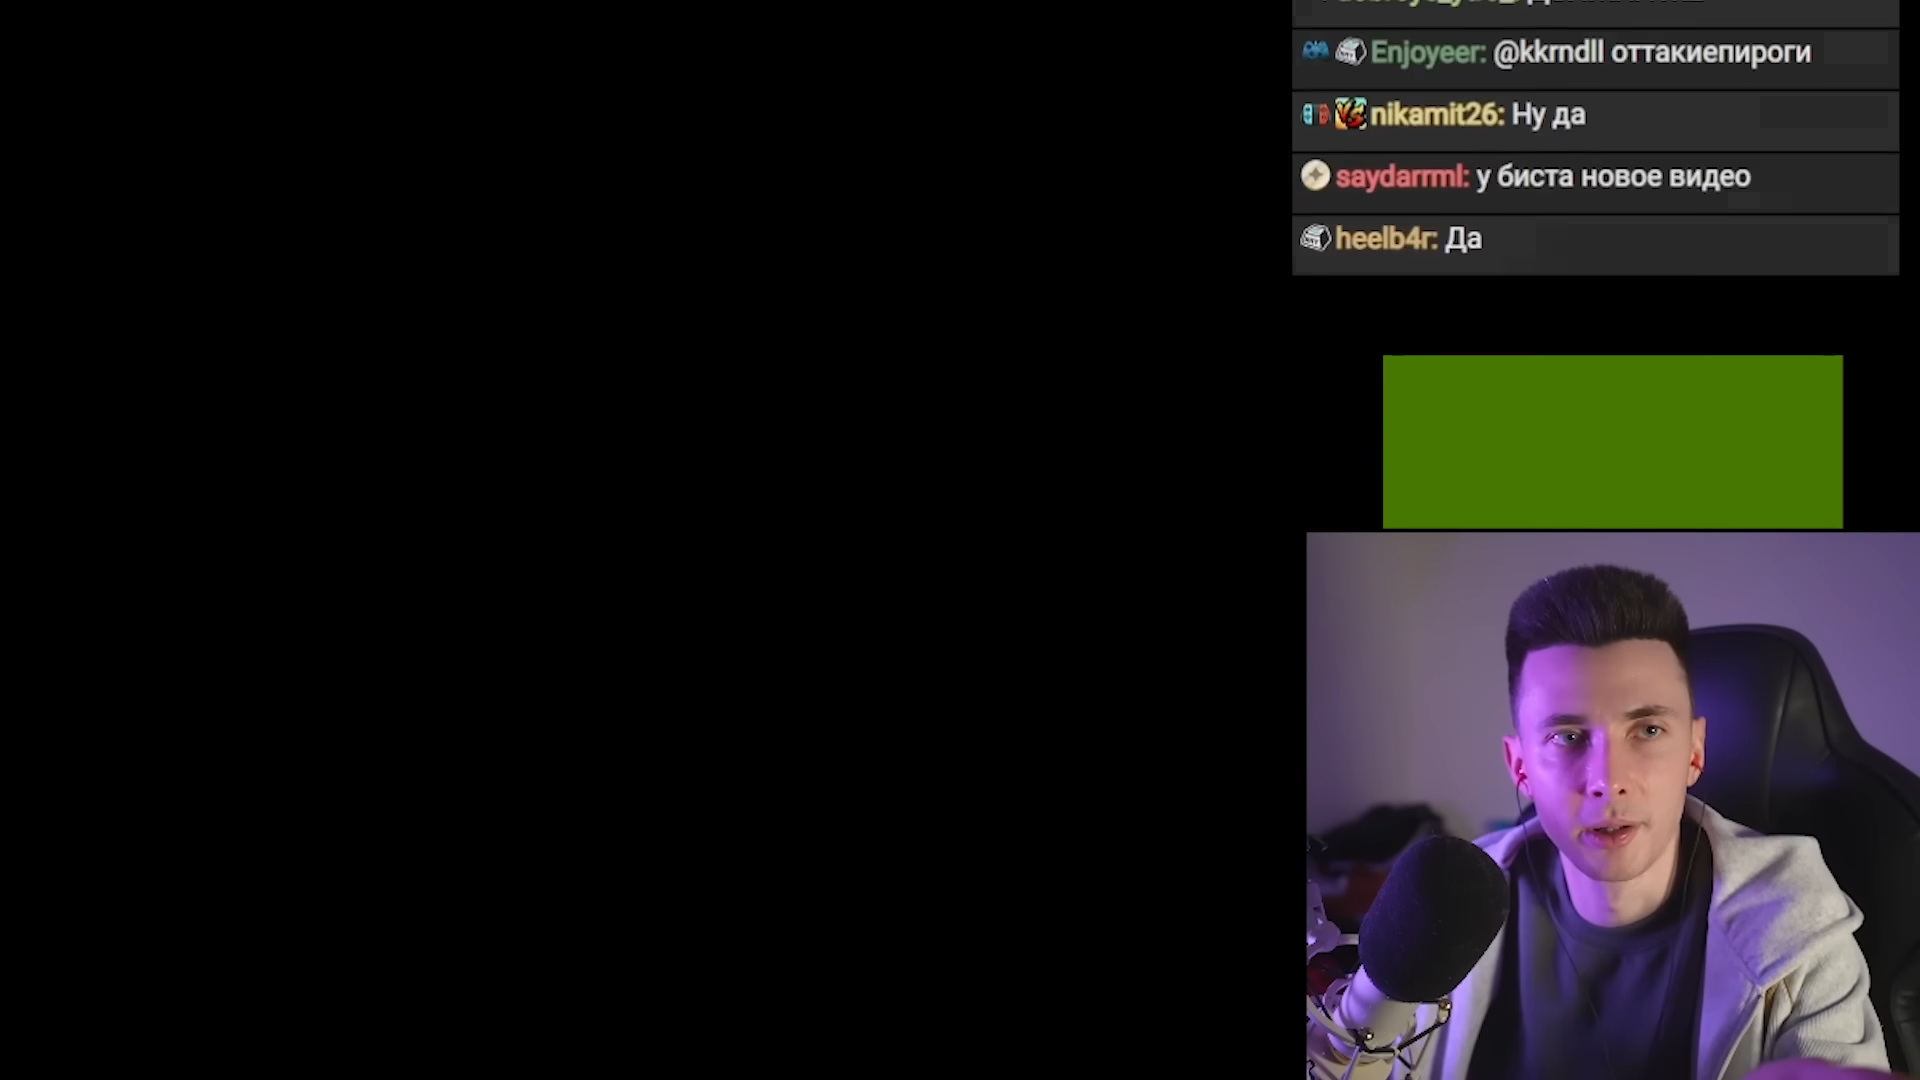 Enjoyeer: @kkrndll оттакиепироги
nikamit26: Ну да
saydarrml: у биста новое видео
heelb4r: Да